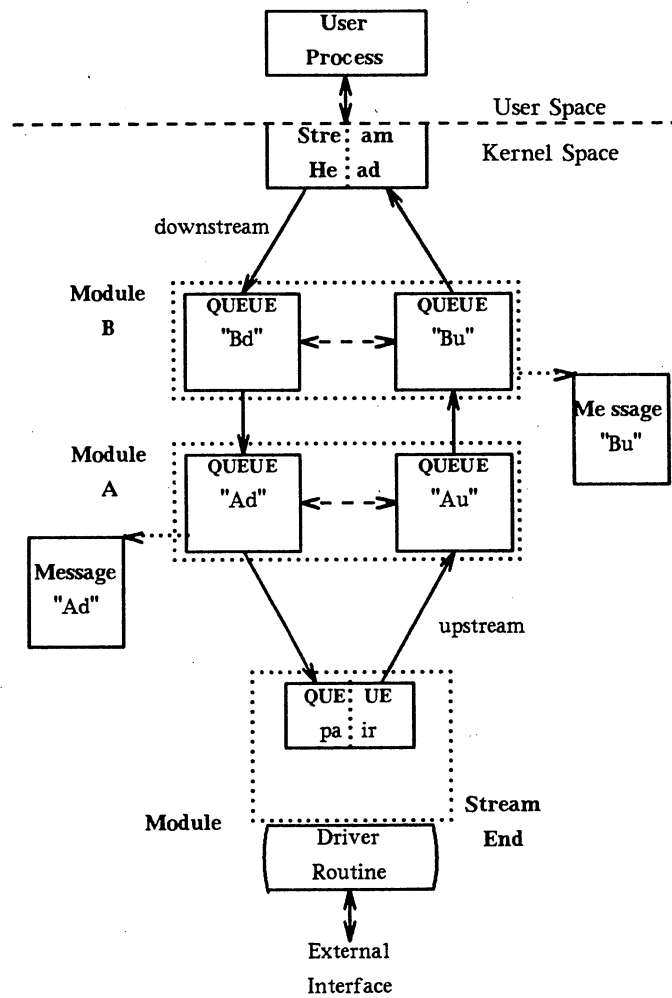 User
Process
User Space
Stre am
He ad
Kernel Space
downstream
Module
B
QUEUE
"Bd"
QUEUE
"Bu"
Me ssage
"Bu"
Module
A
QUEUE
"Ad"
QUEUE
"Au"
Message
"Ad"
upstream
QUE UE
pa ir
Module
Stream
End
Driver
Routine
External
Interface